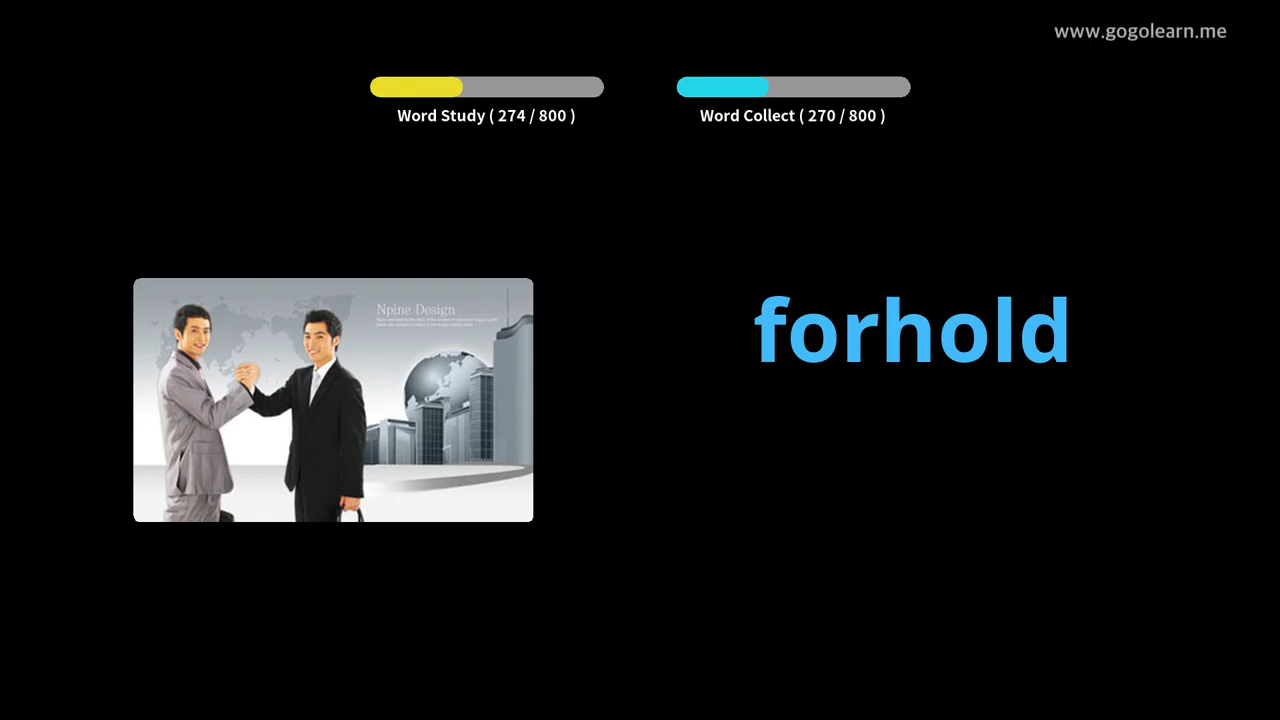 www.gogolearn.me
Word Study ( 274 / 800 )
Word Collect ( 270 / 800 )
Npine Design
forhold